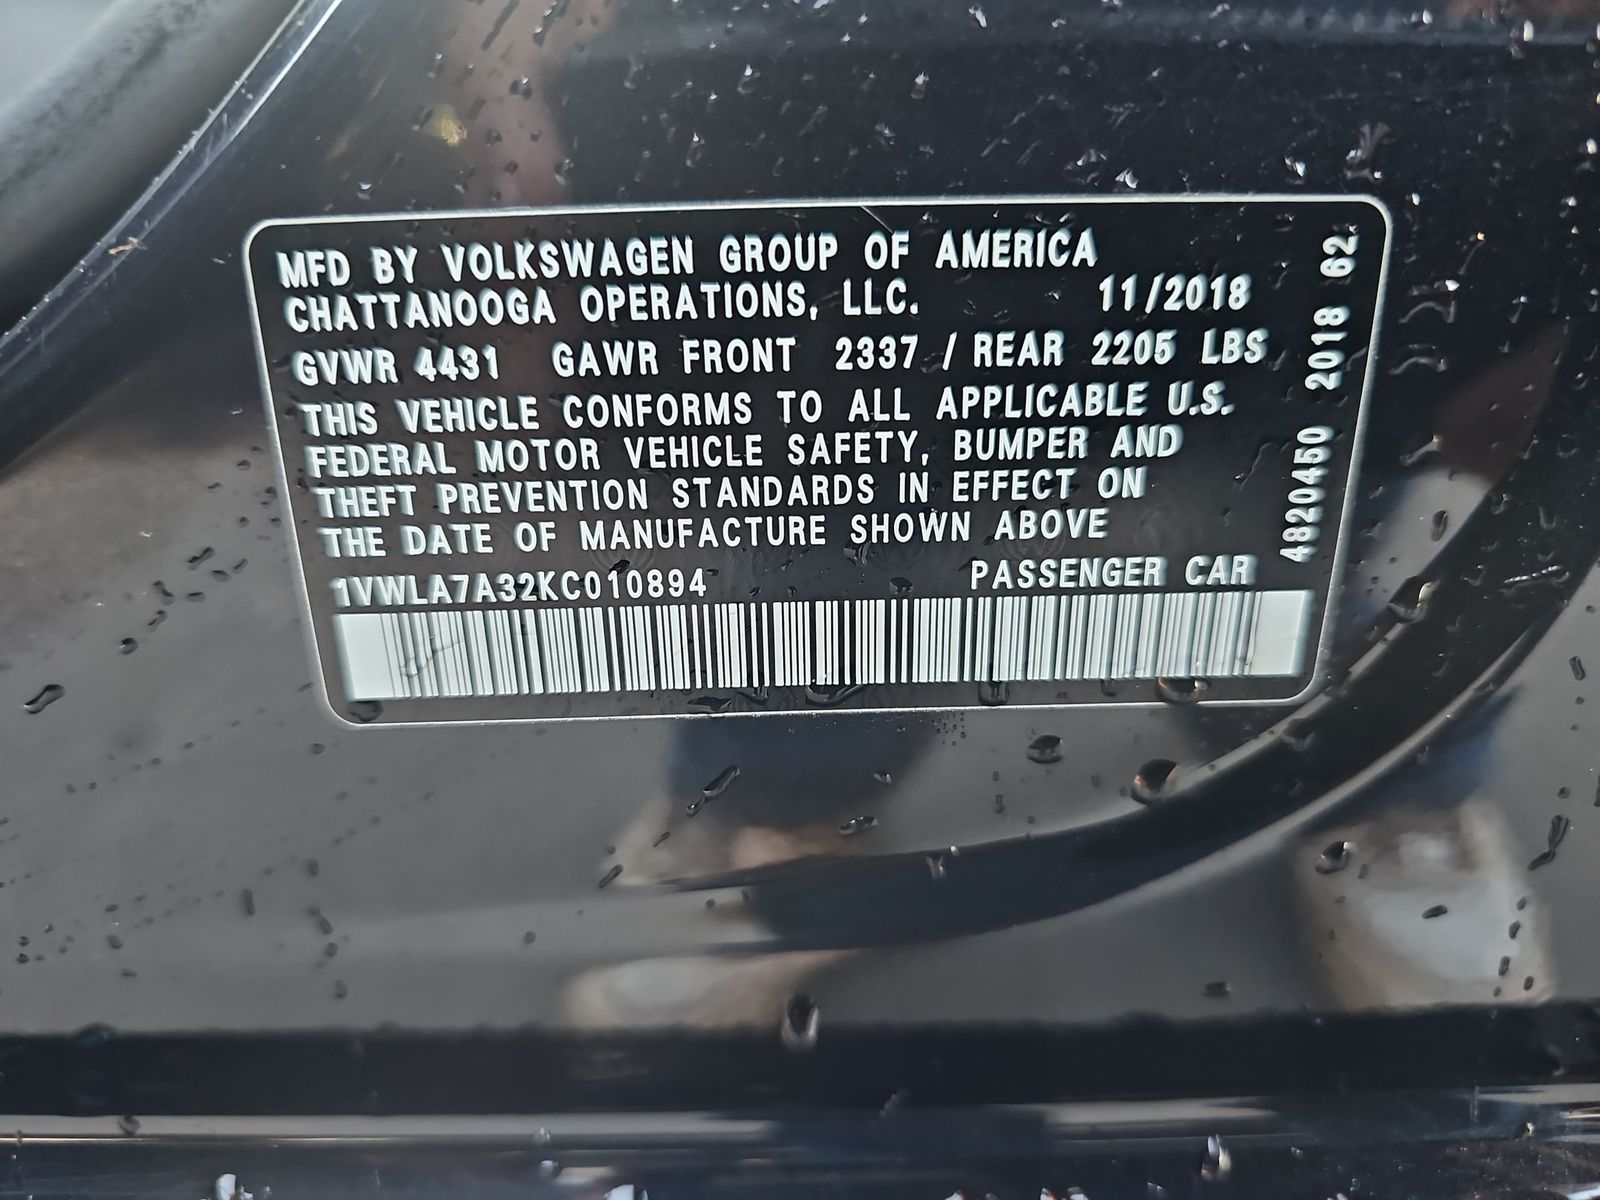 MFD BY VOLKSWAGEN GROUP OF AMERICA
CHATTANOOGA OPERATIONS, LLC. 11/2018
GVWR 4431 GAWR FRONT 2337 / REAR 2205 LBS
THIS VEHICLE CONFORMS TO ALL APPLICABLE U.S.
FEDERAL MOTOR VEHICLE SAFETY, BUMPER AND
THEFT PREVENTION STANDARDS IN EFFECT ON
THE DATE OF MANUFACTURE SHOWN ABOVE
1VWLA7A32KC010894 PASSENGER CAR
4820450 2018 62.